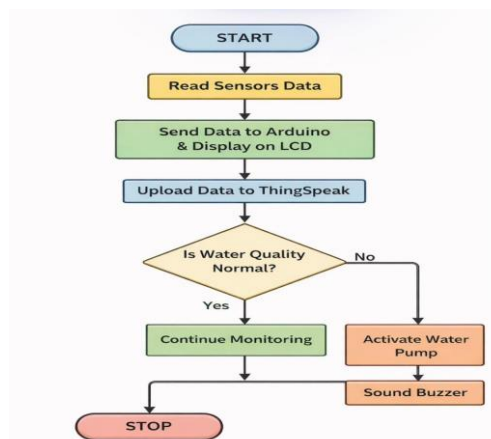 START
Read Sensors Data
Send Data to Arduino
& Display on LCD
Upload Data to ThingSpeak
Is Water Quality
Normal?
No
Yes
Continue Monitoring
Activate Water
Pump
Sound Buzzer
STOP